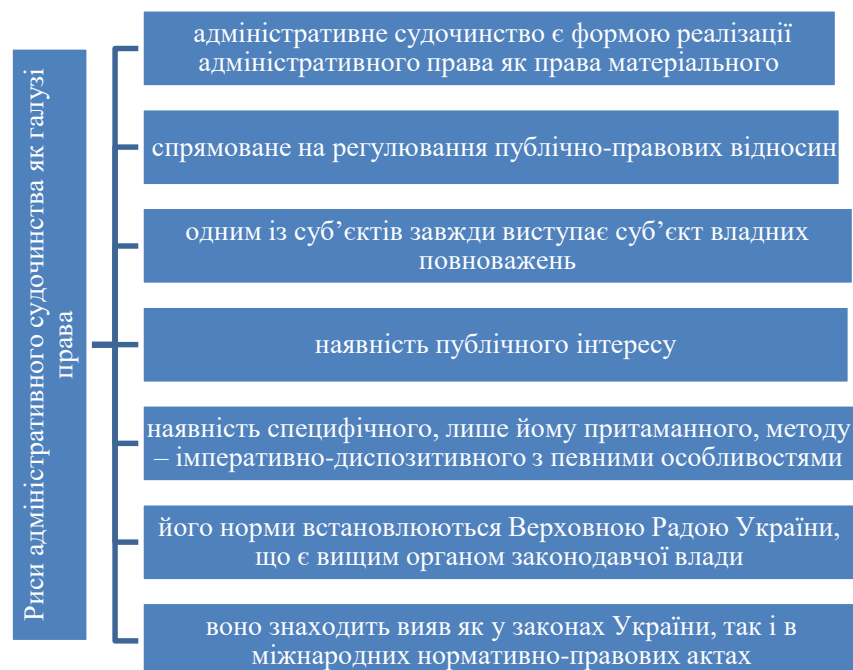 Риси адміністративного судочинства як галузі
права
адміністративне судочинство є формою реалізації
адміністративного права як права матеріального
спрямоване на регулювання публічно-правових відносин
одним із суб’єктів завжди виступає суб’єкт владних
повноважень
наявність публічного інтересу
наявність специфічного, лише йому притаманного, методу
– імперативно-диспозитивного з певними особливостями
його норми встановлюються Верховною Радою України,
що є вищим органом законодавчої влади
воно знаходить вияв як у законах України, так і в
міжнародних нормативно-правових актах